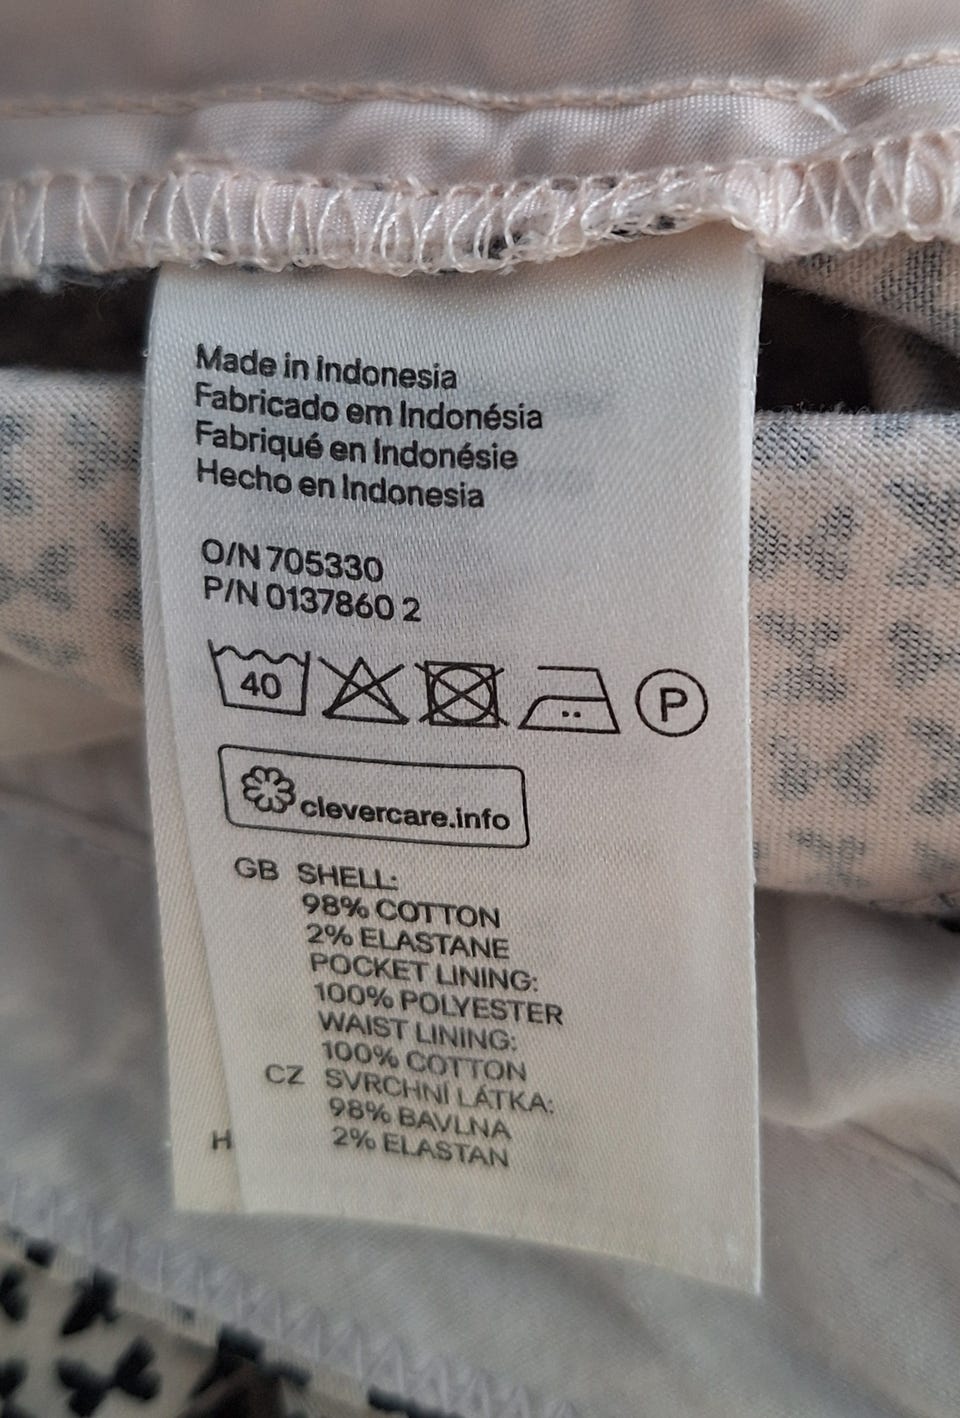 Made in Indonesia
Fabricado em Indonésia
Fabriqué en Indonésie
Hecho en Indonesia
O/N 705330
P/N 0137860 2
40 P
clevercare.info
GB SHELL:
98% COTTON
2% ELASTANE
POCKET LINING:
100% POLYESTER
WAIST LINING:
100% COTTON
CZ SVRCHNÍ LÁTKA:
98% BAVLNA
2% ELASTAN
H